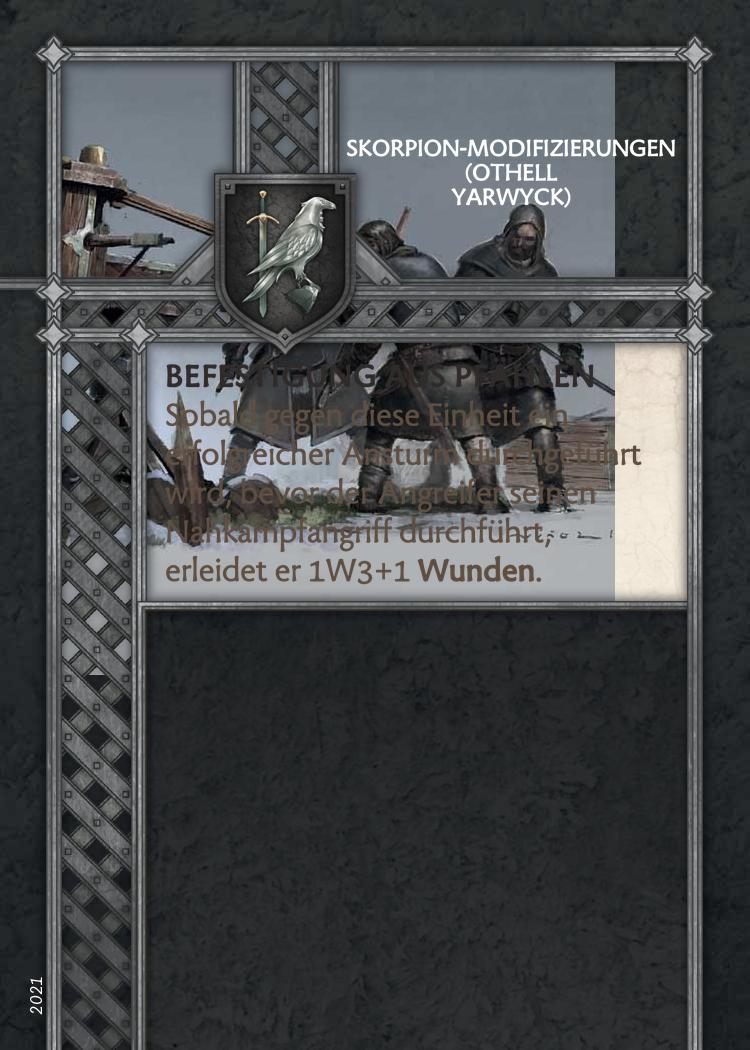 SKORPION-MODIFIZIERUNGEN
(OTHELL
YARWYCK)
BEFESTIGUNG AUS PFÄHLEN
Sobald gegen diese Einheit ein
erfolgreicher Ansturm durchgeführt
wird, bevor der Angreifer seinen
Nahkampfangriff durchführt,
erleidet er 1W3+1 Wunden.
2021